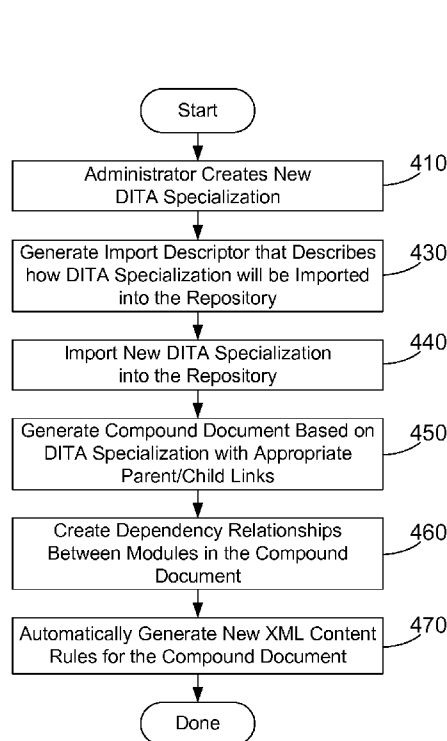 Start
Administrator Creates New
DITA Specialization
410
Generate Import Descriptor that Describes
how DITA Specialization will be Imported
into the Repository
430
Import New DITA Specialization
into the Repository
440
Generate Compound Document Based on
DITA Specialization with Appropriate
Parent/Child Links
450
Create Dependency Relationships
Between Modules in the Compound
Document
460
Automatically Generate New XML Content
Rules for the Compound Document
470
Done